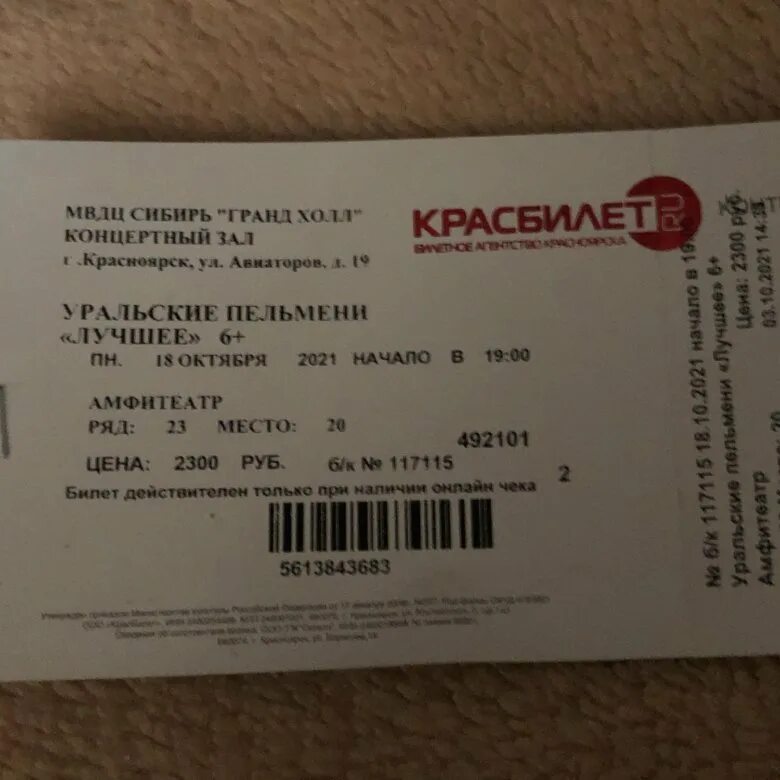 МВДЦ СИБИРЬ "ГРАНД ХОЛЛ"
КОНЦЕРТНЫЙ ЗАЛ
г.Красноярск, ул. Авиаторов, д. 19
КРАСБИЛЕТ RU
БИЛЕТНОЕ АГЕНТСТВО КРАСНОЯРСКА
УРАЛЬСКИЕ ПЕЛЬМЕНИ
«ЛУЧШЕЕ» 6+
ПН. 18 ОКТЯБРЯ 2021 НАЧАЛО В 19:00
АМФИТЕАТР
РЯД: 23 МЕСТО: 20
492101
ЦЕНА: 2300 РУБ. б/к № 117115
2
Билет действителен только при наличии онлайн чека
5613843683
№ б/к 117115 18.10.2021 начало в
Уральские пельмени «Лучшее» 6+
Цена: 2300 руб.
Амфитеатр
03.10.2021